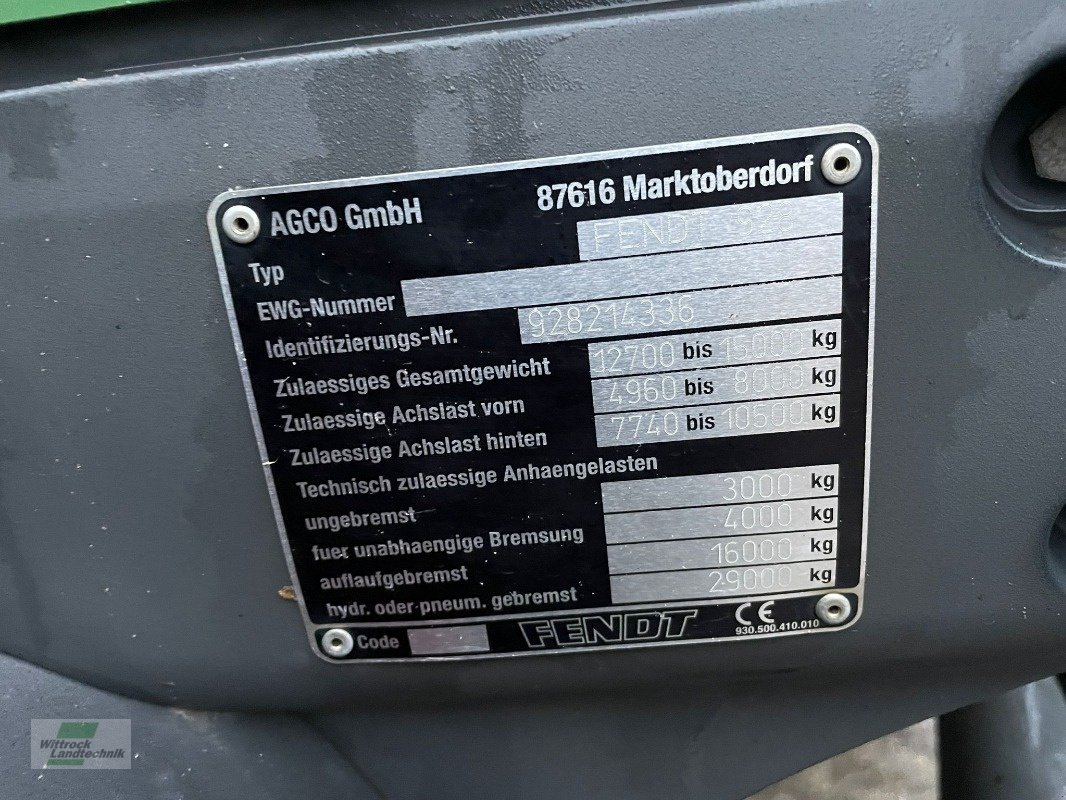 AGCO GmbH 87616 Marktoberdorf
Typ FENDT
EWG-Nummer
Identifizierungs-Nr. 928214336
Zulaessiges Gesamtgewicht 12700 bis 15000 kg
Zulaessige Achslast vorn 4960 bis 8000 kg
Zulaessige Achslast hinten 7740 bis 10500 kg
Technisch zulaessige Anhaengelasten
ungebremst 3000 kg
fuer unabhaengige Bremsung 4000 kg
auflaufgebremst 16000 kg
hydr. oder pneum. gebremst 29000 kg
Code FENDT CE
930.500.410.010
Wittrock
Landtechnik